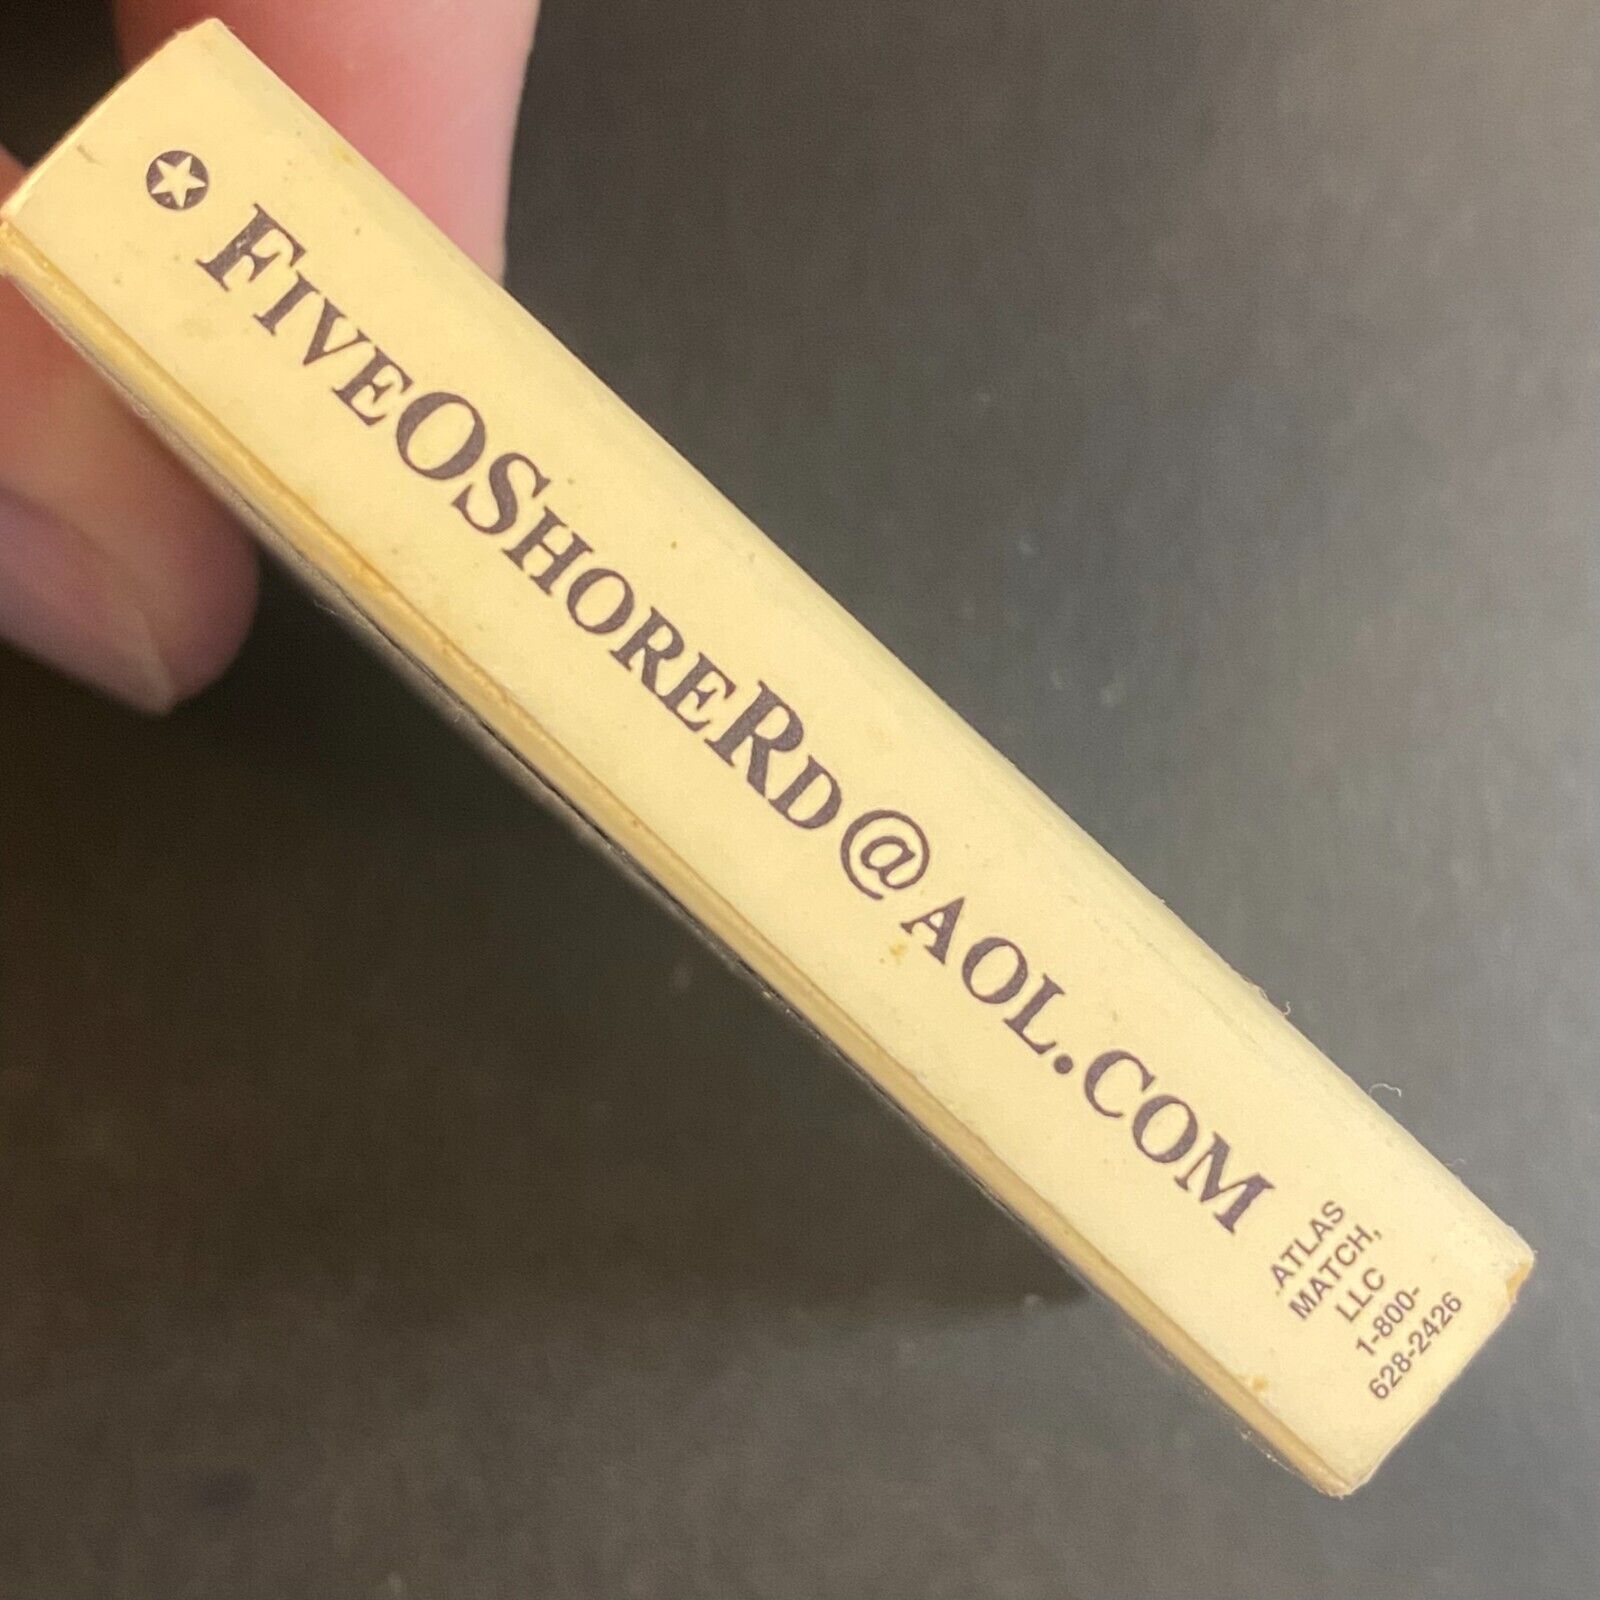 FiveOShoreRd@aol.com
ATLAS
MATCH,
LLC
1-800-
628-2426